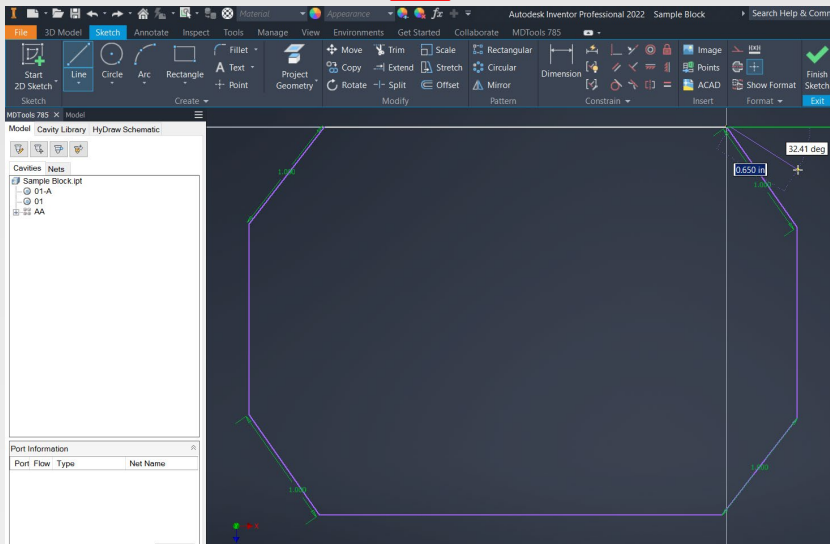 Material
Appearance
fx
Autodesk Inventor Professional 2022 Sample Block
Search Help & Comm
File 3D Model Sketch Annotate Inspect Tools Manage View Environments Get Started Collaborate MDTools 785
Fillet
Move
Trim
Scale
Rectangular
Image
Text
Copy
Extend
Stretch
Circular
Points
Start
2D Sketch
Line
Circle
Arc
Rectangle
Point
Project
Geometry
Rotate
Split
Offset
Mirror
Dimension
ACAD
Show Format
Finish
Sketch
Sketch
Create
Modify
Pattern
Constrain
Insert
Format
Exit
MDTools 785 Model
Model Cavity Library HyDraw Schematic
Cavities Nets
Sample Block.ipt
01-A
01
AA
Port Information
Port Flow Type Net Name
1.000
32.41 deg
0.650 in
1.000
1.000
1.000